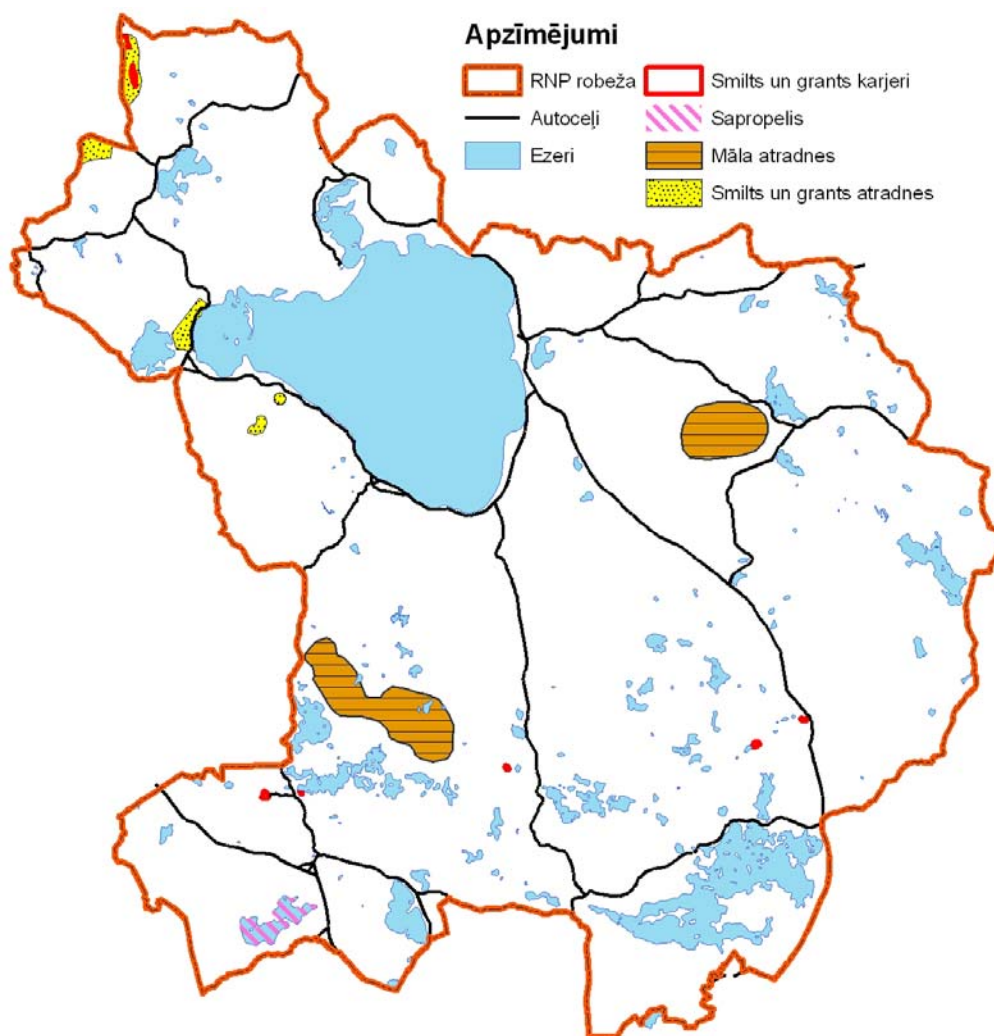 Apzīmējumi
RNP robeža
Autoceļi
Ezeri
Smilts un grants karjeri
Sapropelis
Māla atradnes
Smilts un grants atradnes